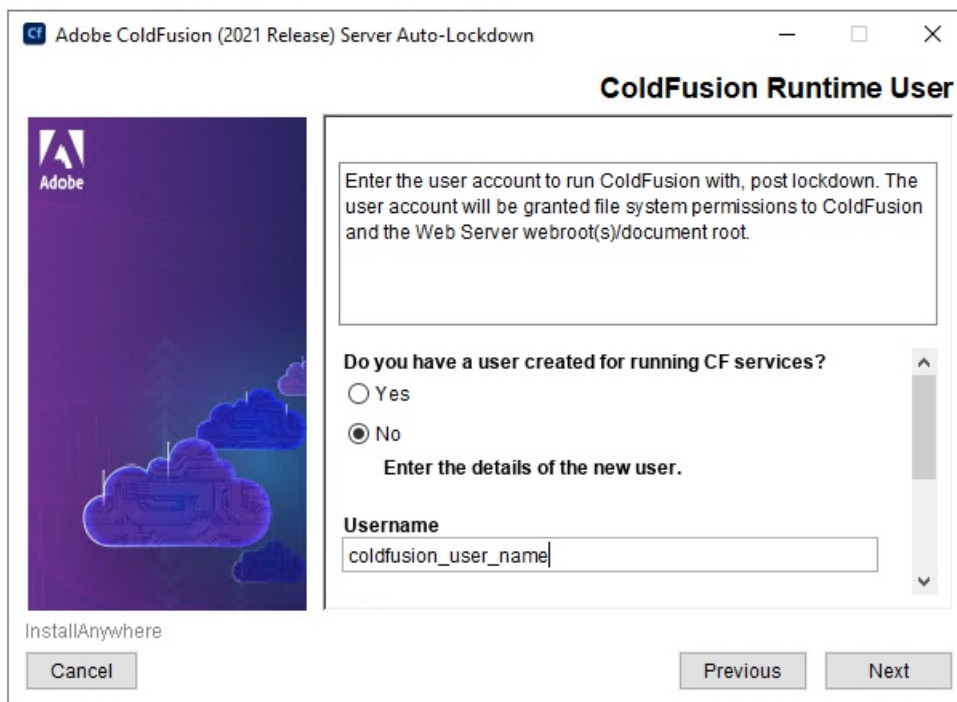 Cf Adobe ColdFusion (2021 Release) Server Auto-Lockdown
ColdFusion Runtime User
Adobe
Enter the user account to run ColdFusion with, post lockdown. The
user account will be granted file system permissions to ColdFusion
and the Web Server webroot(s)/document root.
Do you have a user created for running CF services?
Yes
No
Enter the details of the new user.
Username
coldfusion_user_name
InstallAnywhere
Cancel Previous Next